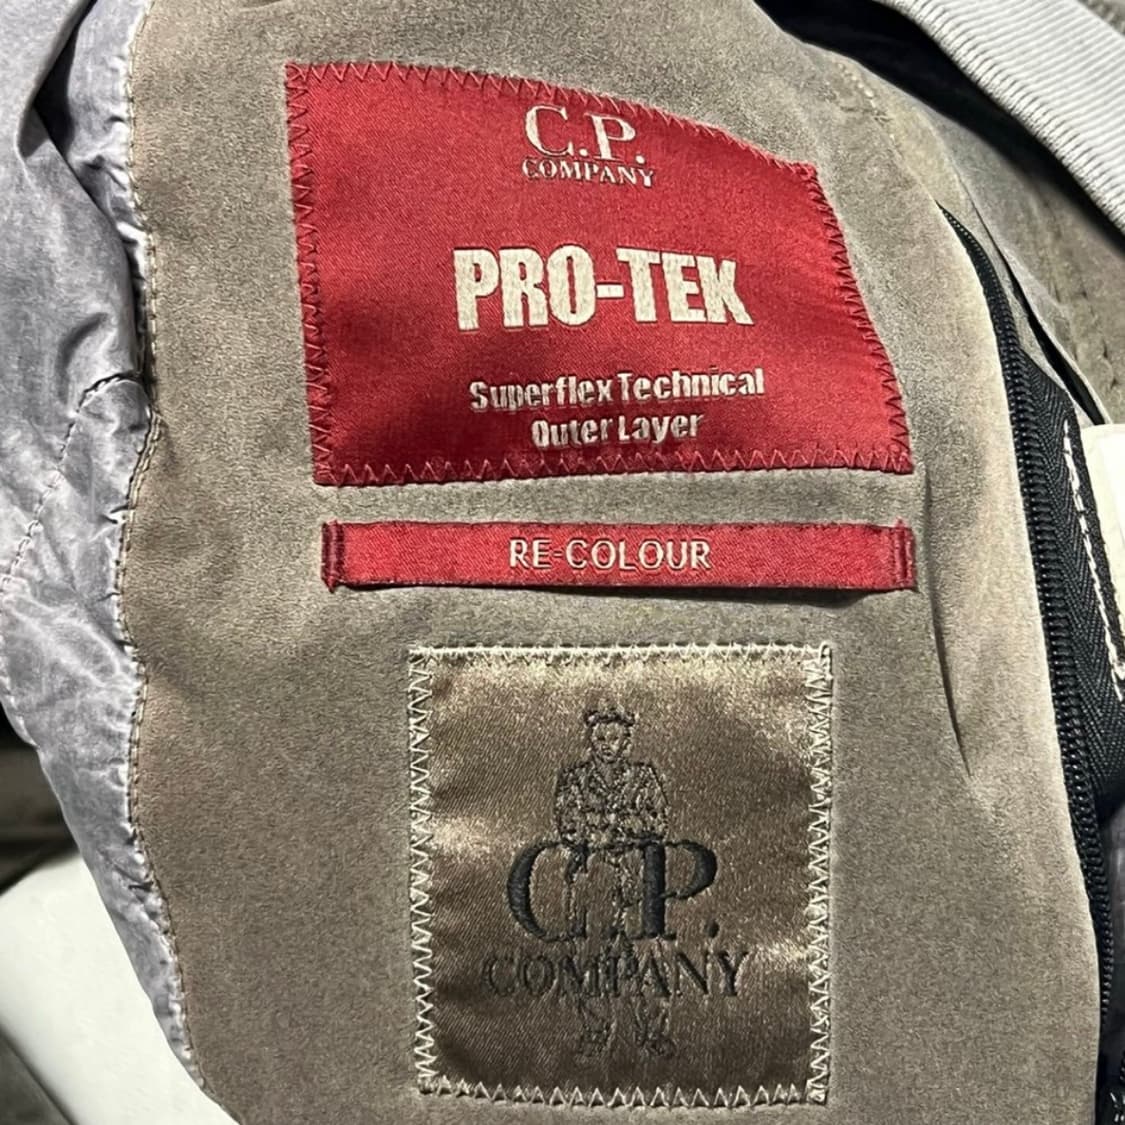 C.P.
COMPANY
PRO-TEK
Superflex Technical
Outer Layer
RE-COLOUR
C.P.
COMPANY